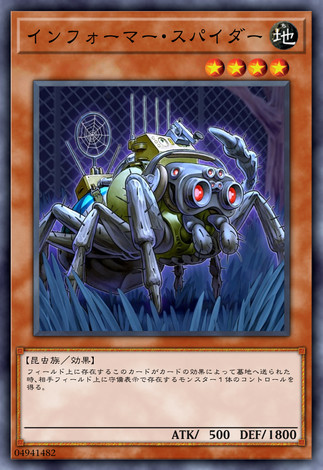 インフォーマー・スパイダー 地
【昆虫族／効果】
フィールド上に存在するこのカードがカードの効果によって墓地へ送られた
時、相手フィールド上に守備表示で存在するモンスター１体のコントロールを
得る。
ATK/ 500 DEF/1800
04941482